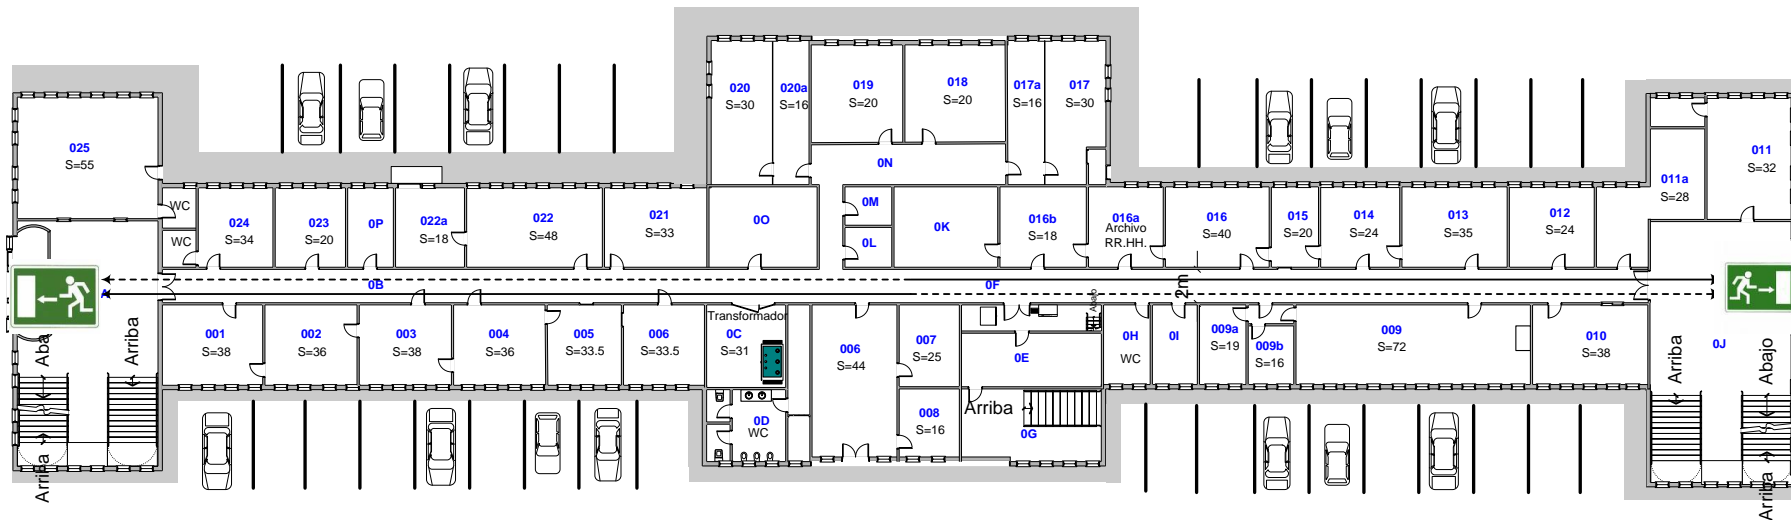 020
S=30
020a
S=16
019
S=20
018
S=20
017a
S=16
017
S=30
025
S=55
0N
011
S=32
011a
S=28
WC
WC
024
S=34
023
S=20
0P
022a
S=18
022
S=48
021
S=33
0O
0M
0L
0K
016b
S=18
016a
Archivo
RR.HH.
016
S=40
015
S=20
014
S=24
013
S=35
012
S=24
A
0B
0F
2m
Abajo
001
S=38
002
S=36
003
S=38
004
S=36
005
S=33.5
006
S=33.5
Transformador
0C
S=31
006
S=44
007
S=25
0E
0H
WC
0I
009a
S=19
009b
S=16
009
S=72
010
S=38
0J
Aba
Arriba
Arriba
Abajo
0D
WC
008
S=16
Arriba
0G
Arriba
Arriba